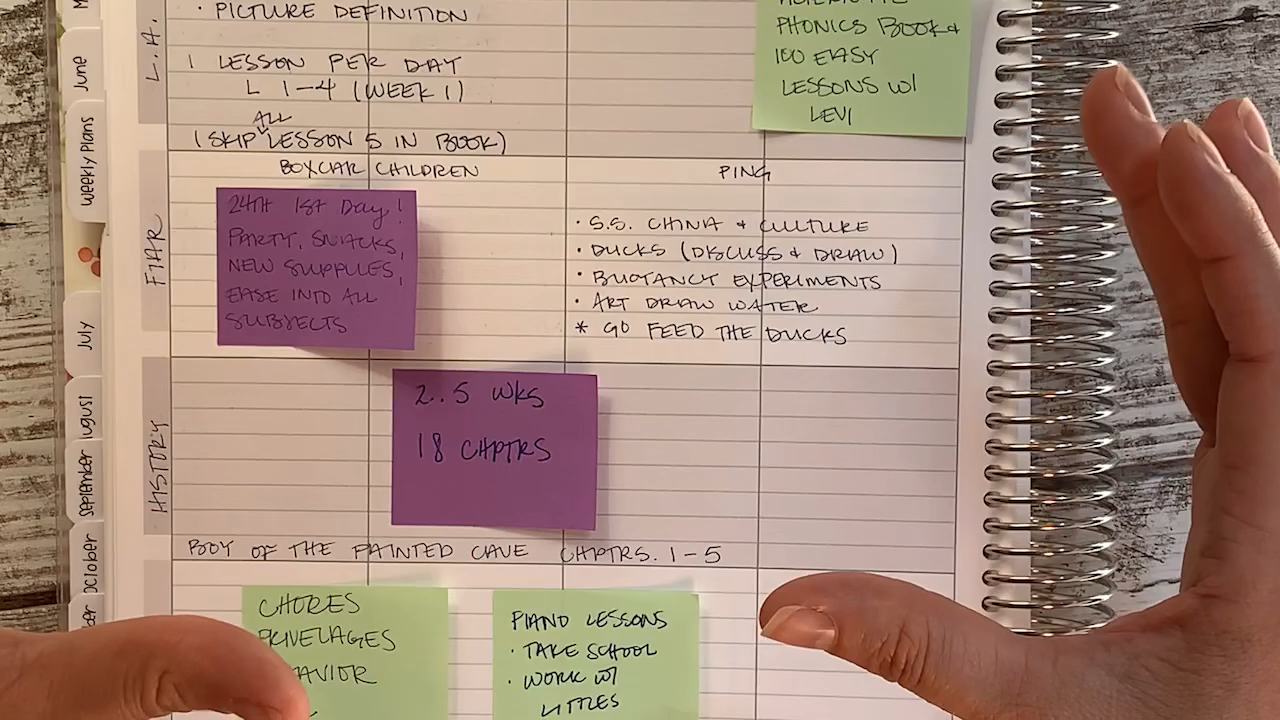 L.A.
· PICTURE DEFINITION
1 LESSON PER DAY
L 1-4 (WEEK 1)
ALL
(SKIP LESSON 5 IN BOOK)
PHONICS BOOK &
100 EASY
LESSONS W/
LEVI
June
Weekly Plans
FIAR
BOXCAR CHILDREN
PING
24TH 1ST DAY!
PARTY, SNACKS,
NEW SUPPLIES!
EASE INTO ALL
SUBJECTS
· S.S. CHINA & CULTURE
· DUCKS (DISCUSS & DRAW)
· BUOTANCY EXPERIMENTS
· ART DRAW WATER
* GO FEED THE DUCKS
July
ugust
September
October
HISTORY
2..5 WKS
18 CHPTRS
BOY OF THE PAINTED CAVE CHPTRS. 1-5
CHORES
PRIVELAGES
AVIOR
PIANO LESSONS
· TAKE SCHOOL
· WORK W/
LITTLES